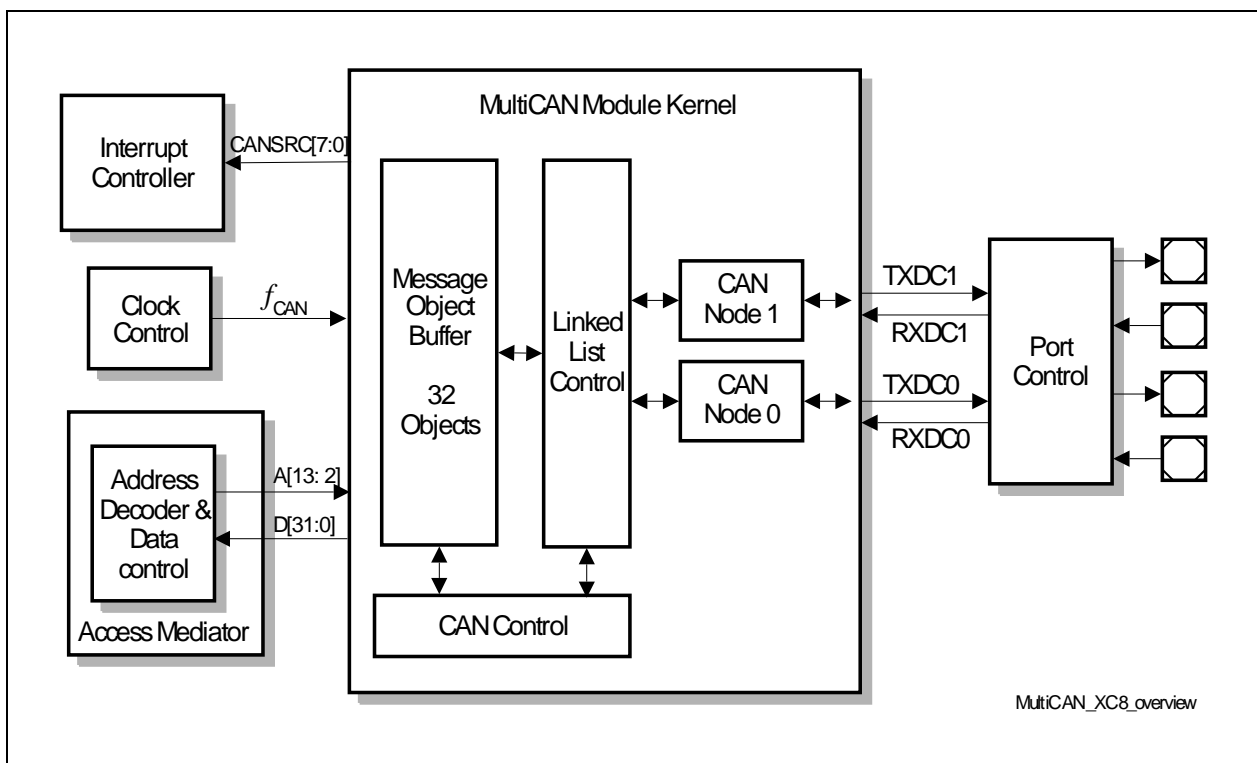 MultiCAN Module Kernel
Interrupt
Controller
CANSRC[7:0]
Clock
Control
fCAN
Address
Decoder &
Data
control
Access Mediator
A[13: 2]
D[31:0]
Message
Object
Buffer
32
Objects
Linked
List
Control
CAN
Node 1
CAN
Node 0
CAN Control
TXDC1
RXDC1
TXDC0
RXDC0
Port
Control
MultiCAN_XC8_overview